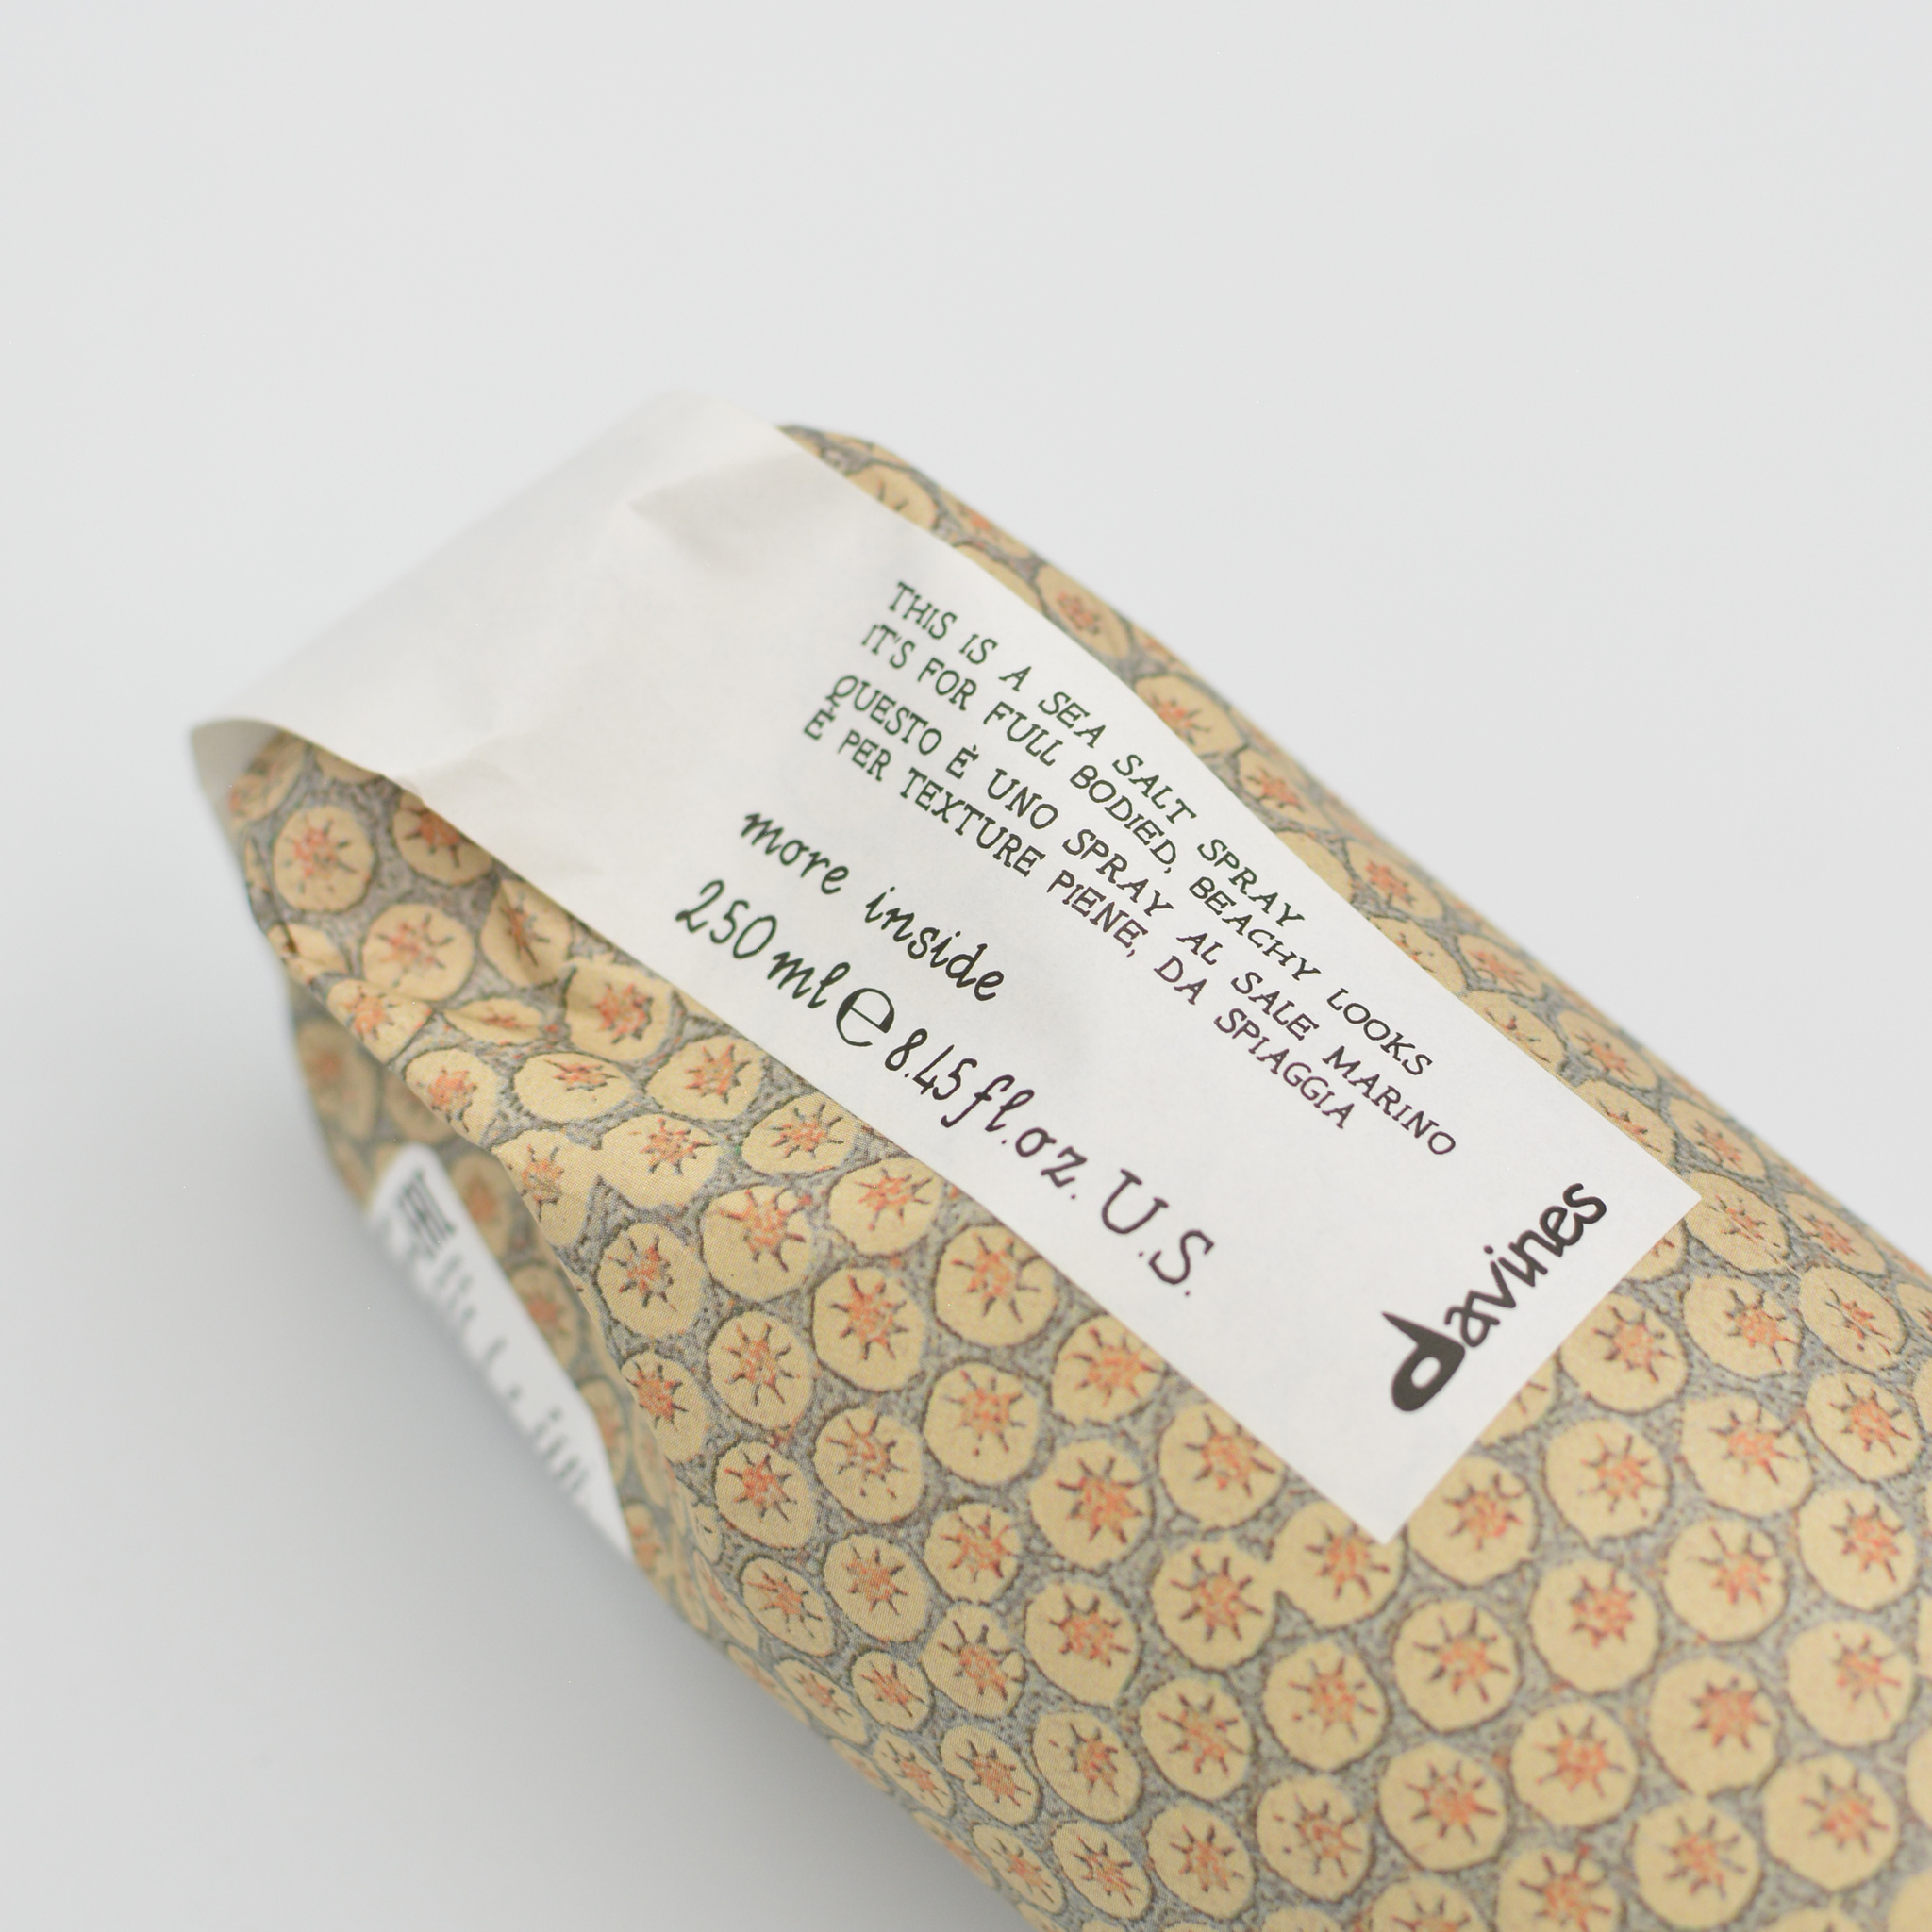 THIS IS A SEA SALT SPRAY
IT'S FOR FULL BODIED, BEACHY LOOKS
QUESTO È UNO SPRAY AL SALE MARINO
È PER TEXTURE PIENE, DA SPIAGGIA
more inside
250 ml ℮ 8.45 fl.oz. U.S.
davines